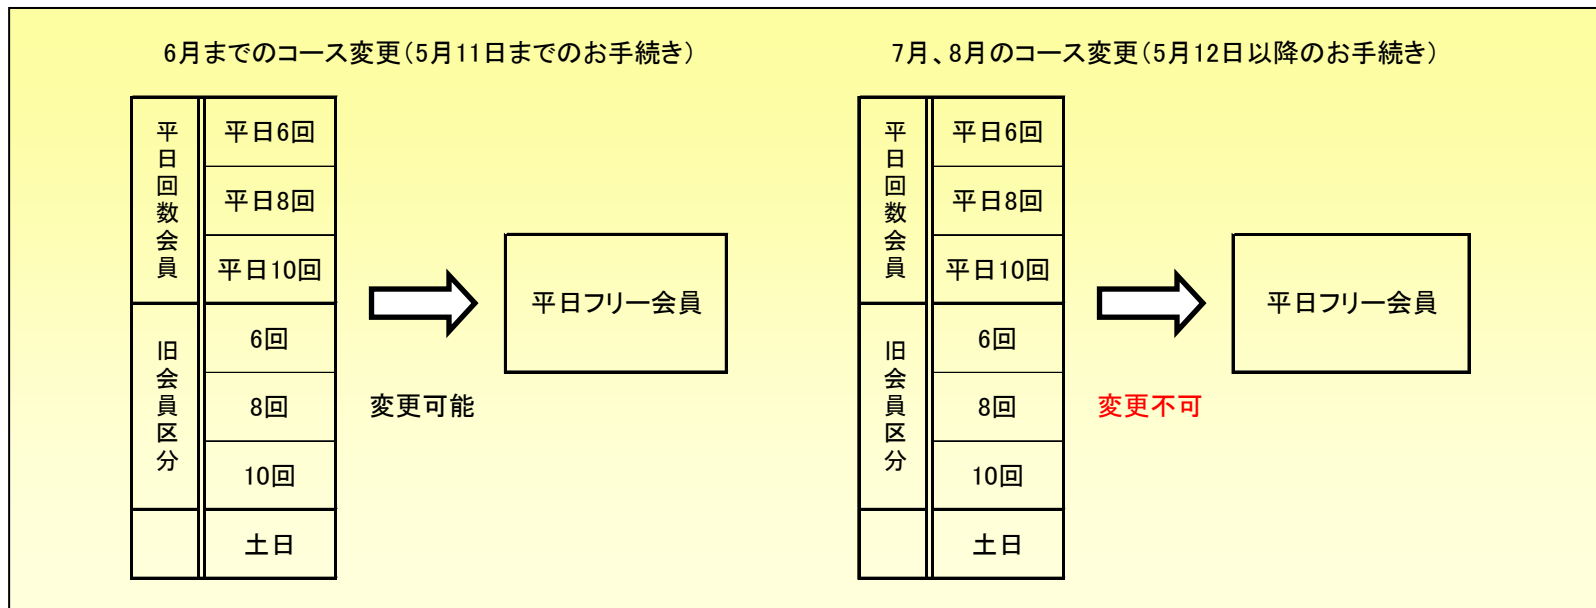 6月までのコース変更(5月11日までのお手続き)
平日回数会員
平日6回
平日8回
平日10回
旧会員区分
6回
8回
10回
土日
変更可能
平日フリー会員
7月、8月のコース変更(5月12日以降のお手続き)
平日回数会員
平日6回
平日8回
平日10回
旧会員区分
6回
8回
10回
土日
変更不可
平日フリー会員